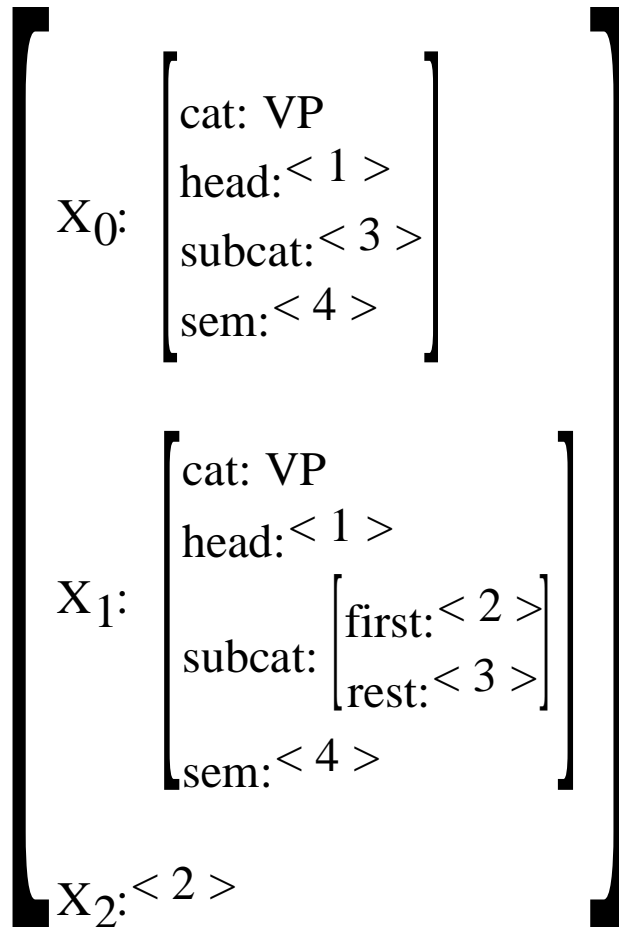 X0: cat: VP
head:< 1 >
subcat:< 3 >
sem:< 4 >
X1: cat: VP
head:< 1 >
subcat: first:< 2 >
rest:< 3 >
sem:< 4 >
X2:< 2 >